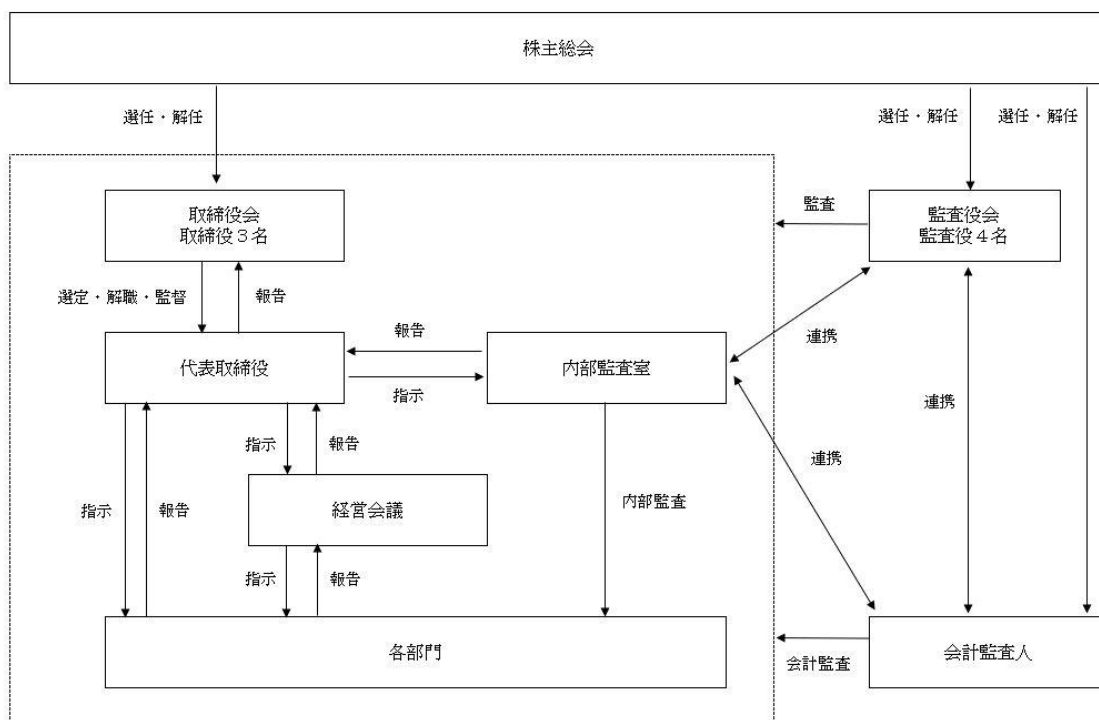 株主総会
選任・解任
選任・解任
選任・解任
取締役会
取締役３名
監査
監査役会
監査役４名
選定・解職・監督
報告
報告
連携
代表取締役
内部監査室
指示
連携
指示
報告
連携
指示
報告
経営会議
内部監査
指示
報告
各部門
会計監査人
会計監査